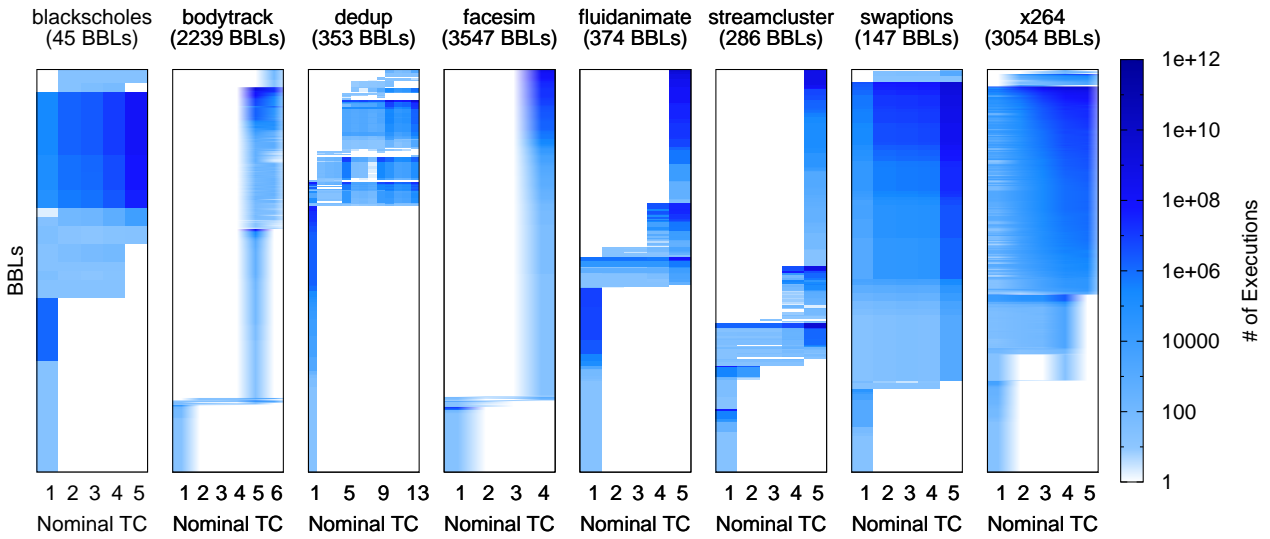 blackscholes bodytrack dedup facesim fluidanimate streamcluster swaptions x264
(45 BBLs) (2239 BBLs) (353 BBLs) (3547 BBLs) (374 BBLs) (286 BBLs) (147 BBLs) (3054 BBLs)
1e+12
1e+10
1e+08
1e+06
10000
100
1
# of Executions
BBLs
1 2 3 4 5 1 2 3 4 5 6 1 5 9 13 1 2 3 4 1 2 3 4 5 1 2 3 4 5 1 2 3 4 5 1 2 3 4 5
Nominal TC Nominal TC Nominal TC Nominal TC Nominal TC Nominal TC Nominal TC Nominal TC